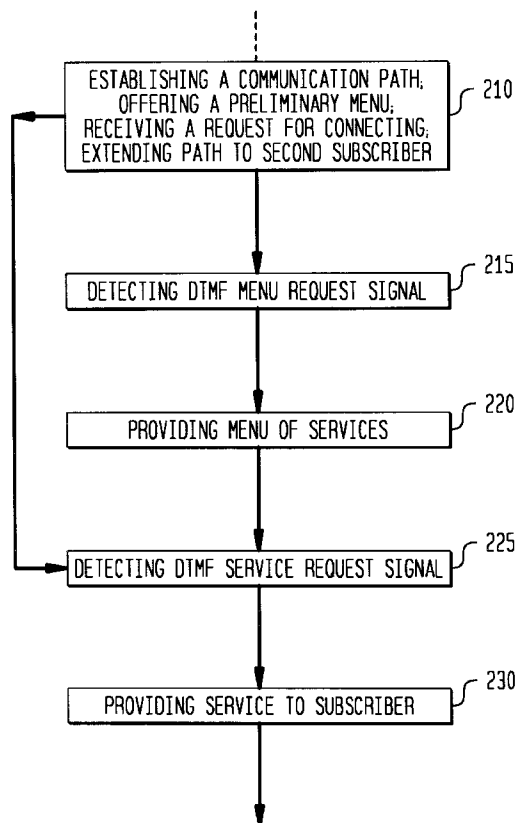 ESTABLISHING A COMMUNICATION PATH;
OFFERING A PRELIMINARY MENU;
RECEIVING A REQUEST FOR CONNECTING;
EXTENDING PATH TO SECOND SUBSCRIBER
210
DETECTING DTMF MENU REQUEST SIGNAL
215
PROVIDING MENU OF SERVICES
220
DETECTING DTMF SERVICE REQUEST SIGNAL
225
PROVIDING SERVICE TO SUBSCRIBER
230